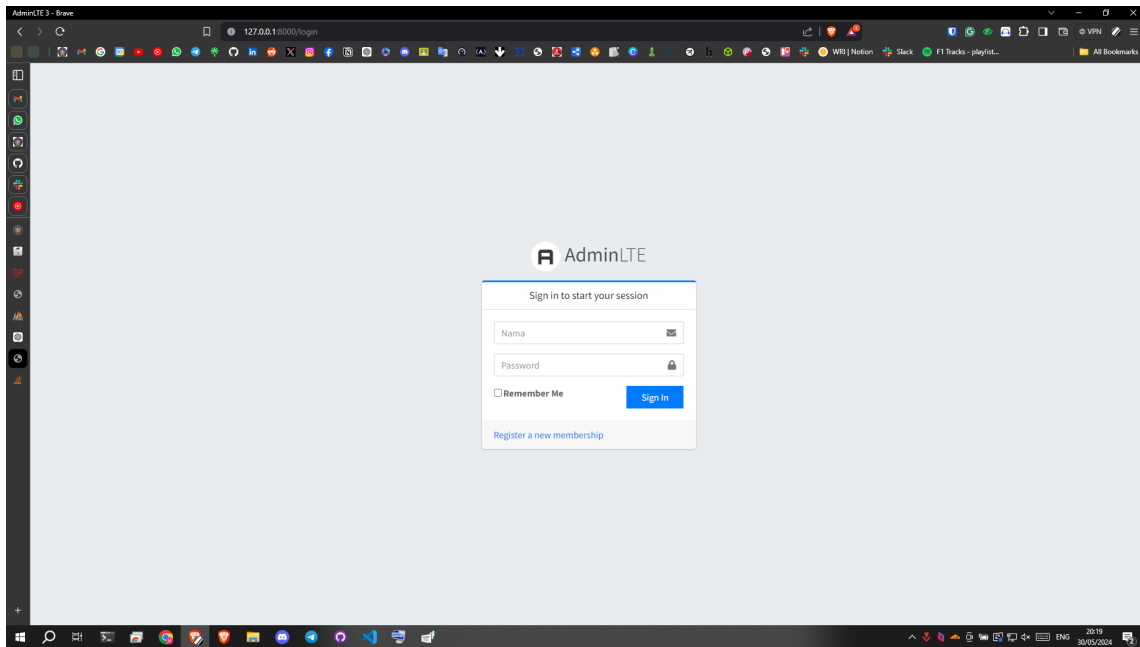 AdminLTE 3 - Brave
127.0.0.1:8000/login
VPN
WRI | Notion
Slack
F1 Tracks - playlist...
All Bookmarks
AdminLTE
Sign in to start your session
Nama
Password
Remember Me
Sign In
Register a new membership
ENG
20:19
30/05/2024